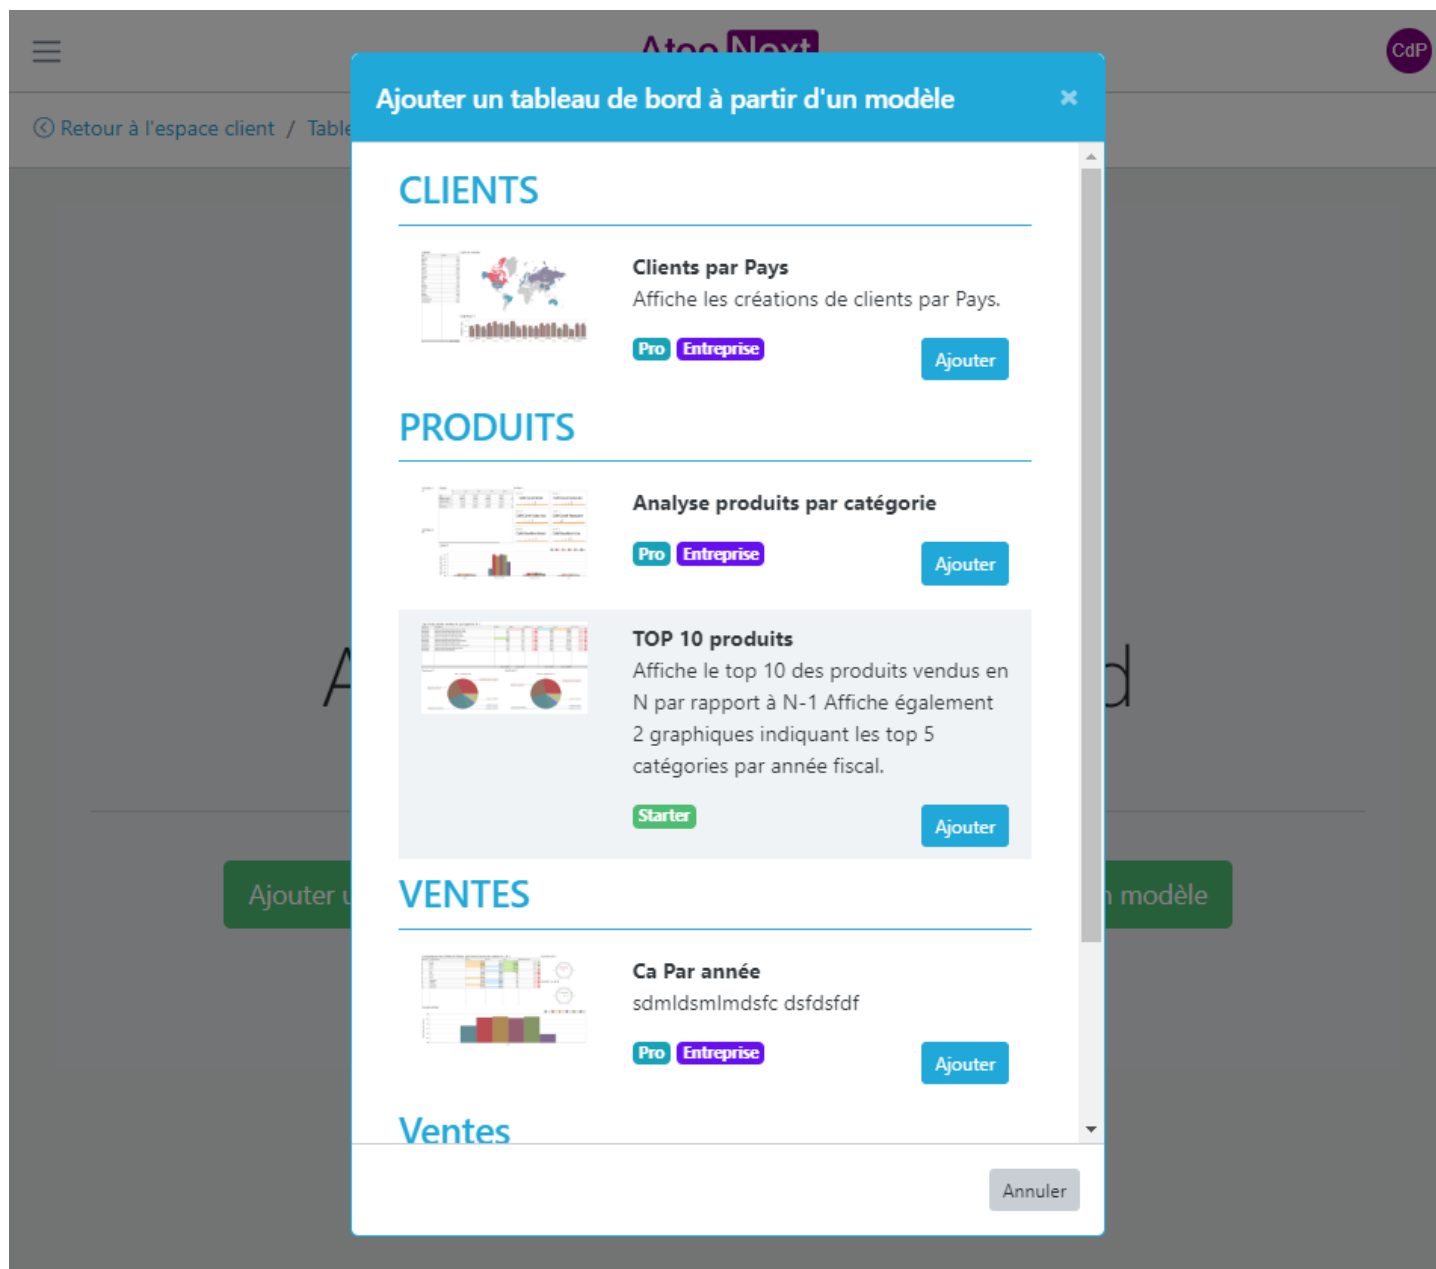 Atoo Next
CdP
Retour à l'espace client / Table
Ajouter un tableau de bord à partir d'un modèle
×
CLIENTS
Clients par Pays
Affiche les créations de clients par Pays.
Pro Entreprise
Ajouter
PRODUITS
Analyse produits par catégorie
Pro Entreprise
Ajouter
TOP 10 produits
Affiche le top 10 des produits vendus en
N par rapport à N-1 Affiche également
2 graphiques indiquant les top 5
catégories par année fiscal.
Starter
Ajouter
A
d
Ajouter u
n modèle
VENTES
Ca Par année
sdmldsmlmdsfc dsfdsfdf
Pro Entreprise
Ajouter
Ventes
Annuler